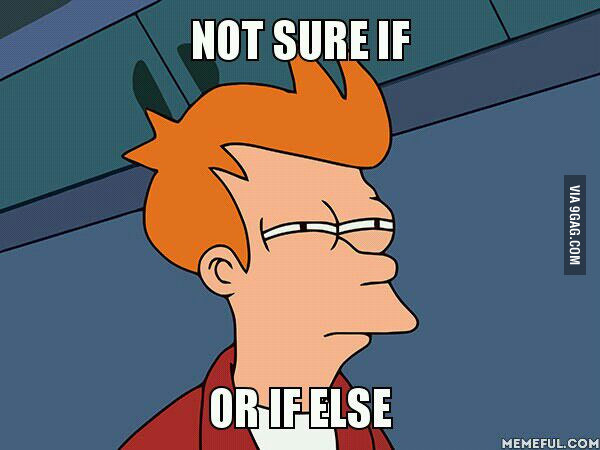 NOT SURE IF
VIA 9GAG.COM
OR IF ELSE
MEMEFUL.COM